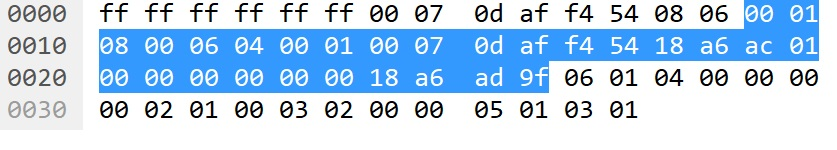 0000 ff ff ff ff ff ff 00 07 0d af f4 54 08 06 00 01
0010 08 00 06 04 00 01 00 07 0d af f4 54 18 a6 ac 01
0020 00 00 00 00 00 00 18 a6 ad 9f 06 01 04 00 00 00
0030 00 02 01 00 03 02 00 00 05 01 03 01